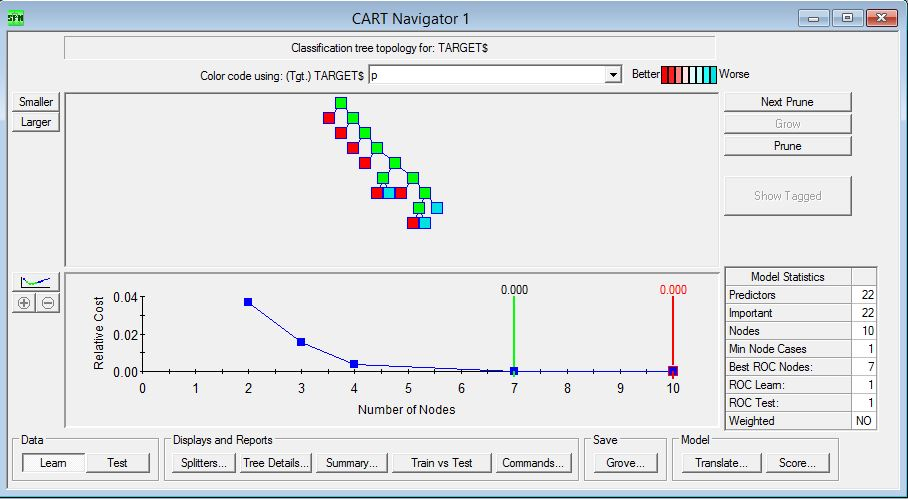 SFM
CART Navigator 1
Classification tree topology for: TARGET$
Color code using: (Tgt.) TARGET$ p Better Worse
Smaller
Larger
Next Prune
Grow
Prune
Show Tagged
Relative Cost
0.04
0.02
0.00
0.000
0.000
0 1 2 3 4 5 6 7 8 9 10
Number of Nodes
Model Statistics
Predictors 22
Important 22
Nodes 10
Min Node Cases 1
Best ROC Nodes: 7
ROC Learn: 1
ROC Test: 1
Weighted NO
Data
Learn Test
Displays and Reports
Splitters... Tree Details... Summary... Train vs Test Commands...
Save
Grove...
Model
Translate... Score...